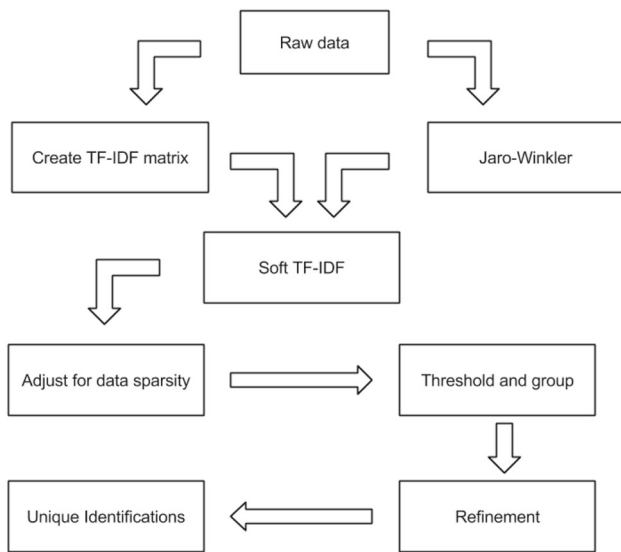 Raw data
Create TF-IDF matrix
Jaro-Winkler
Soft TF-IDF
Adjust for data sparsity
Threshold and group
Unique Identifications
Refinement